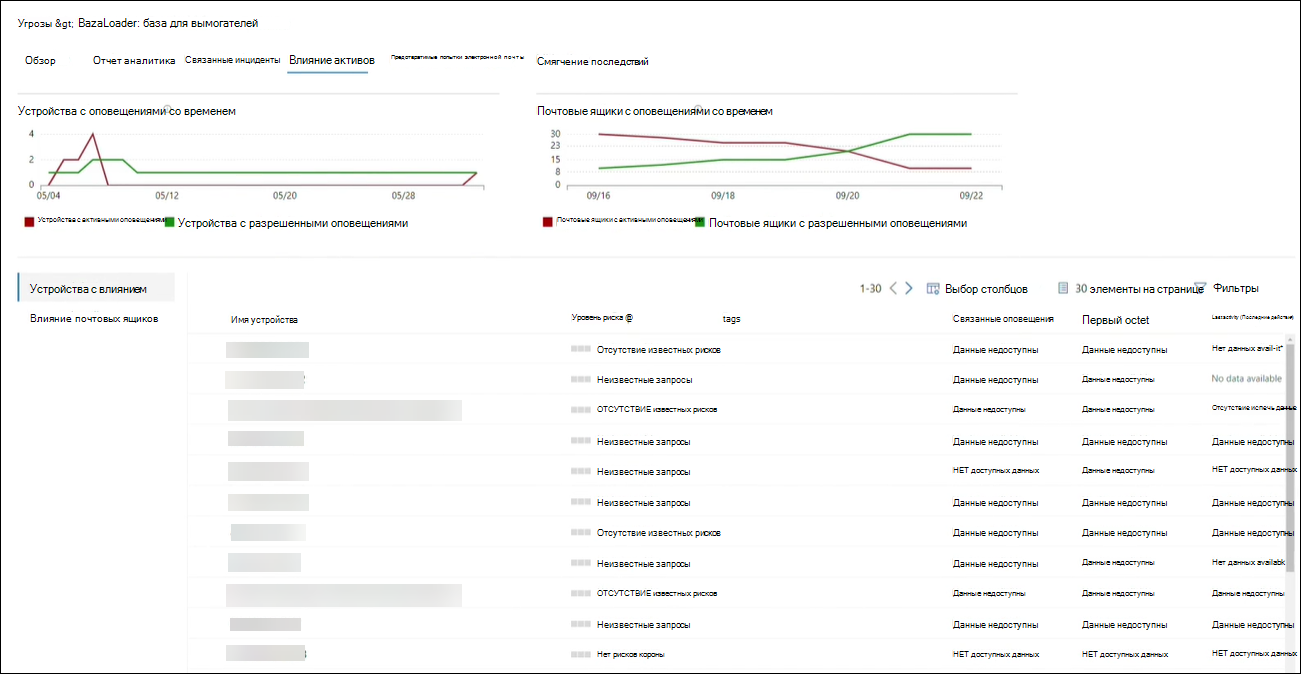 Угрозы &gt; BazaLoader: база для вымогателей
Обзор Отчет аналитика Связанные инциденты Влияние активов Предотвратимые попытки электронной почты Смягчение последствий
Устройства с оповещениями со временем
4
2
0
05/04 05/12 05/20 05/28
Устройства с активными оповещениями Устройства с разрешенными оповещениями
Почтовые ящики с оповещениями со временем
30
23
15
8
0
09/16 09/18 09/20 09/22
Почтовые ящики с активными оповещениями Почтовые ящики с разрешенными оповещениями
Устройства с влиянием
Влияние почтовых ящиков
1-30 Выбор столбцов 30 элементы на странице Фильтры
Имя устройства Уровень риска @ tags Связанные оповещения Первый octet Last activity (Последние действия)
Отсутствие известных рисков Данные недоступны Данные недоступны Нет данных avail-it"
Неизвестные запросы Данные недоступны Данные недоступны No data available
ОТСУТСТВИЕ известных рисков Данные недоступны Данные недоступны Отсутствие данные
Неизвестные запросы Данные недоступны Данные недоступны Данные недоступны
Неизвестные запросы НЕТ доступных данных Данные недоступны НЕТ доступных данных
Неизвестные запросы Данные недоступны Данные недоступны Данные недоступны
Отсутствие известных рисков Данные недоступны Данные недоступны Данные недоступны
Неизвестные запросы Данные недоступны Данные недоступны Нет данных availabk
ОТСУТСТВИЕ известных рисков Данные недоступны Данные недоступны Данные недоступны
Неизвестные запросы Данные недоступны Данные недоступны Данные недоступны
Нет рисков короны НЕТ доступных данных НЕТ доступных данных НЕТ доступных данных